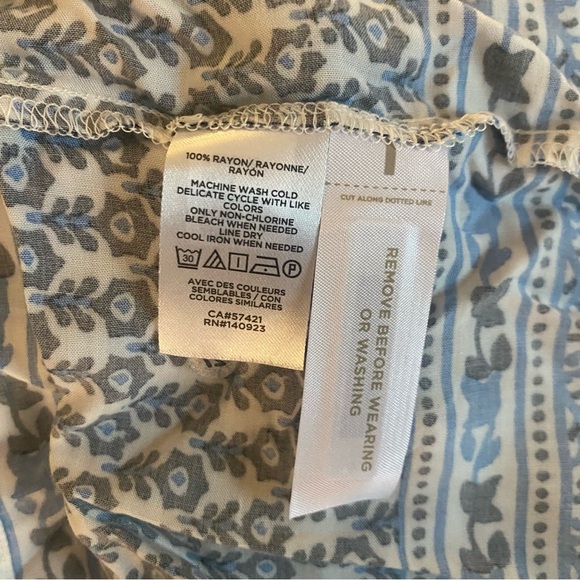 100% RAYON/ RAYONNE/
RAYÓN
MACHINE WASH COLD
DELICATE CYCLE WITH LIKE
COLORS
ONLY NON-CHLORINE
BLEACH WHEN NEEDED
LINE DRY
COOL IRON WHEN NEEDED
30 P
AVEC DES COULEURS
SEMBLABLES / CON
COLORES SIMILARES
CA#57421
RN#140923
CUT ALONG DOTTED LINE
REMOVE BEFORE WEARING
OR WASHING